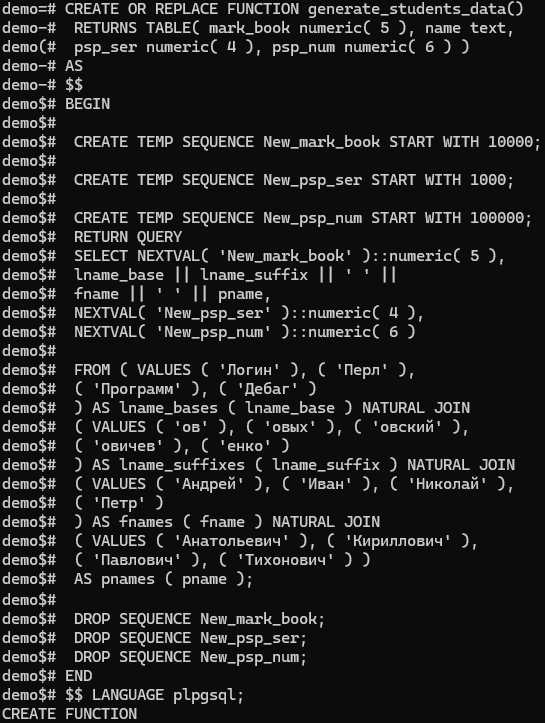 demo=# CREATE OR REPLACE FUNCTION generate_students_data()
demo-#  RETURNS TABLE( mark_book numeric( 5 ), name text,
demo(#  psp_ser numeric( 4 ), psp_num numeric( 6 ) )
demo-# AS
demo-# $$
demo$# BEGIN
demo$#
demo$#  CREATE TEMP SEQUENCE New_mark_book START WITH 10000;
demo$#
demo$#  CREATE TEMP SEQUENCE New_psp_ser START WITH 1000;
demo$#
demo$#  CREATE TEMP SEQUENCE New_psp_num START WITH 100000;
demo$#  RETURN QUERY
demo$#  SELECT NEXTVAL( 'New_mark_book' )::numeric( 5 ),
demo$#  lname_base || lname_suffix || ' ' ||
demo$#  fname || ' ' || pname,
demo$#  NEXTVAL( 'New_psp_ser' )::numeric( 4 ),
demo$#  NEXTVAL( 'New_psp_num' )::numeric( 6 )
demo$#
demo$#  FROM ( VALUES ( 'Логин' ), ( 'Перл' ),
demo$#  ( 'Программ' ), ( 'Дебаг' )
demo$#  ) AS lname_bases ( lname_base ) NATURAL JOIN
demo$#  ( VALUES ( 'ов' ), ( 'овых' ), ( 'овский' ),
demo$#  ( 'овичев' ), ( 'енко' )
demo$#  ) AS lname_suffixes ( lname_suffix ) NATURAL JOIN
demo$#  ( VALUES ( 'Андрей' ), ( 'Иван' ), ( 'Николай' ),
demo$#  ( 'Петр' )
demo$#  ) AS fnames ( fname ) NATURAL JOIN
demo$#  ( VALUES ( 'Анатольевич' ), ( 'Кириллович' ),
demo$#  ( 'Павлович' ), ( 'Тихонович' ) )
demo$#  AS pnames ( pname );
demo$#
demo$#  DROP SEQUENCE New_mark_book;
demo$#  DROP SEQUENCE New_psp_ser;
demo$#  DROP SEQUENCE New_psp_num;
demo$# END
demo$# $$ LANGUAGE plpgsql;
CREATE FUNCTION